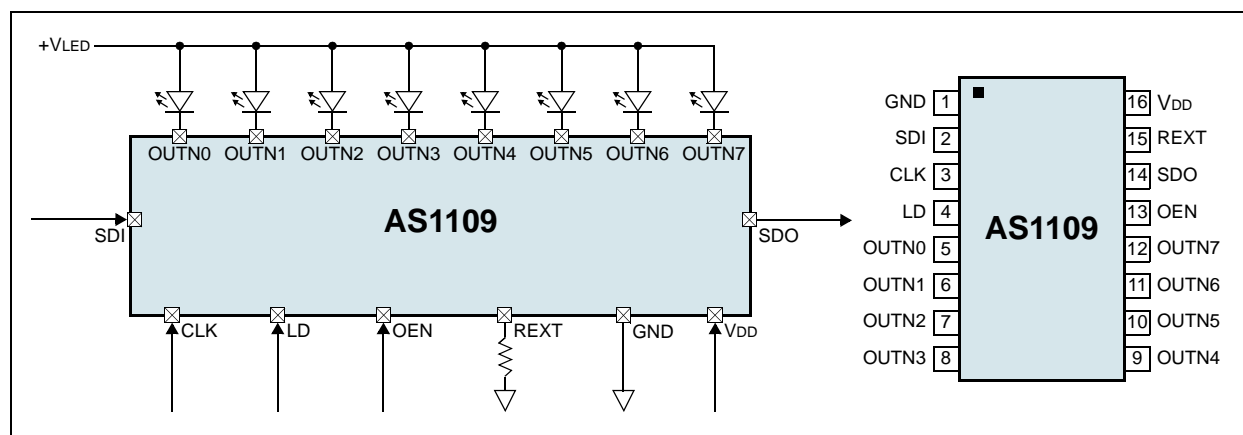 +VLED
OUTN0 OUTN1 OUTN2 OUTN3 OUTN4 OUTN5 OUTN6 OUTN7
AS1109
SDI
SDO
CLK LD OEN REXT GND VDD
GND 1 16 VDD
SDI 2 15 REXT
CLK 3 14 SDO
LD 4 13 OEN
AS1109
OUTN0 5 12 OUTN7
OUTN1 6 11 OUTN6
OUTN2 7 10 OUTN5
OUTN3 8 9 OUTN4